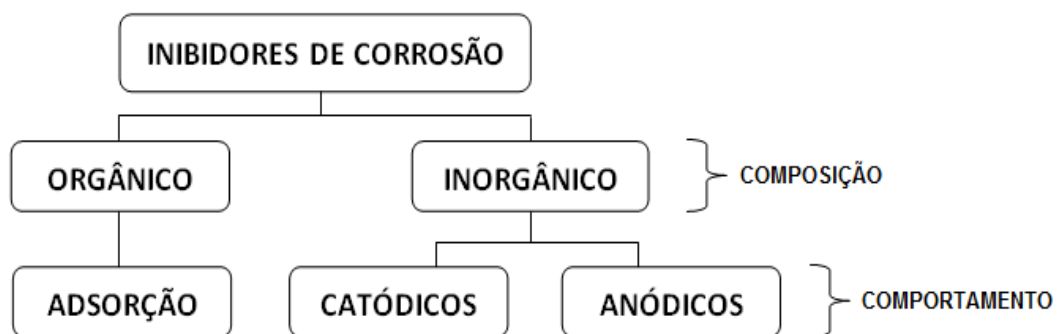 INIBIDORES DE CORROSÃO
ORGÂNICO
INORGÂNICO
COMPOSIÇÃO
ADSORÇÃO
CATÓDICOS
ANÓDICOS
COMPORTAMENTO